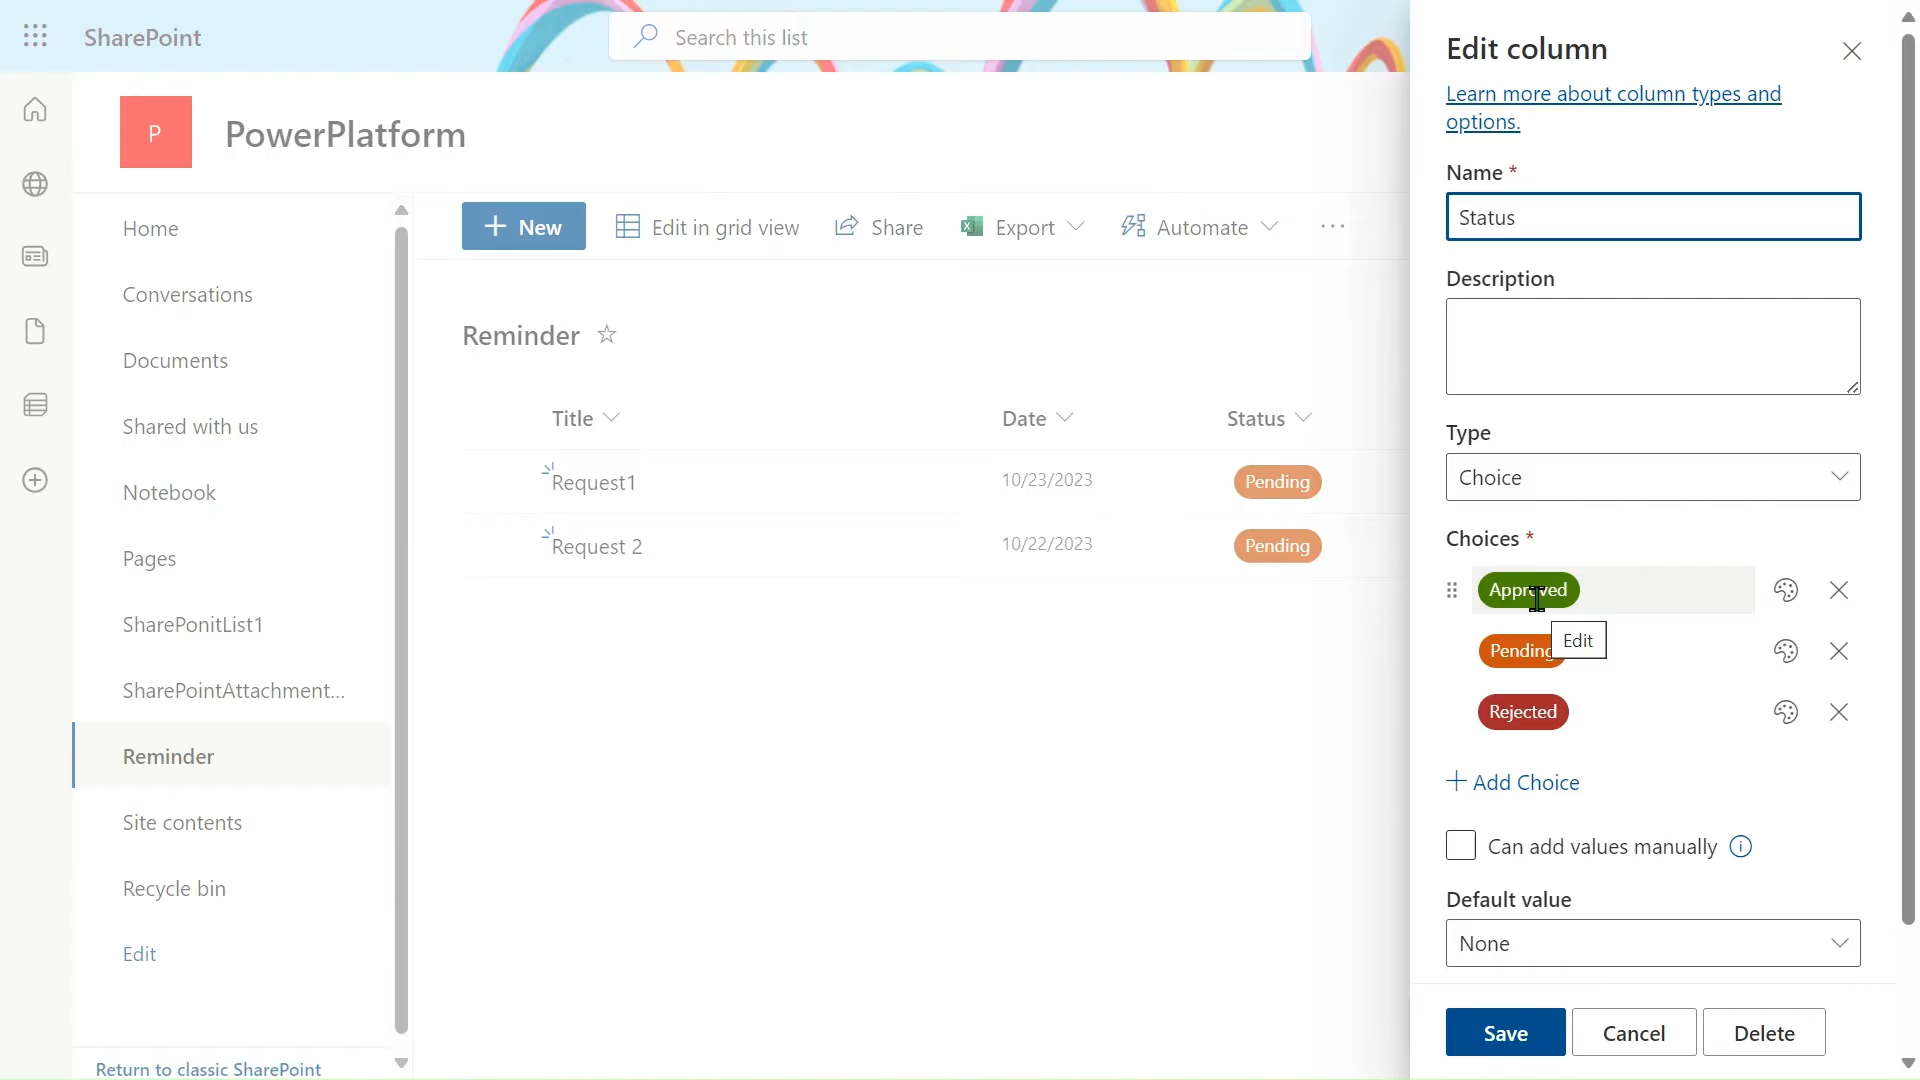 SharePoint
Search this list
P
PowerPlatform
Home
Conversations
Documents
Shared with us
Notebook
Pages
SharePonitList1
SharePointAttachment...
Reminder
Site contents
Recycle bin
Edit
Return to classic SharePoint
New
Edit in grid view
Share
Export
Automate
Reminder
Title Date Status
Request1 10/23/2023 Pending
Request 2 10/22/2023 Pending
Edit column
Learn more about column types and
options.
Name *
Status
Description
Type
Choice
Choices *
Approved
Edit
Pending
Rejected
+ Add Choice
Can add values manually
Default value
None
Save Cancel Delete